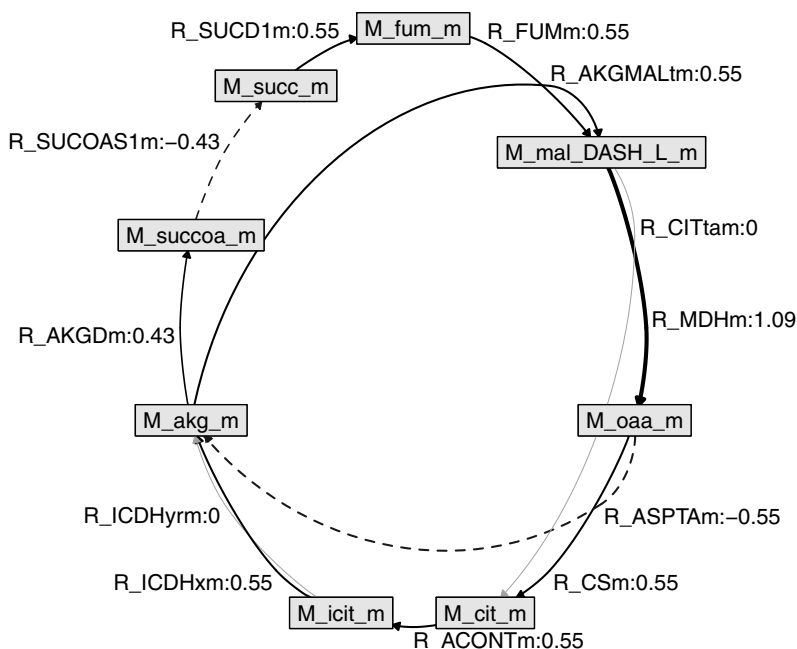 M_fum_m
R_SUCD1m:0.55
R_FUMm:0.55
R_AKGMALtm:0.55
M_succ_m
R_SUCOAS1m:−0.43
M_mal_DASH_L_m
M_succoa_m
R_CITtam:0
R_AKGDm:0.43
R_MDHm:1.09
M_akg_m
M_oaa_m
R_ICDHyrm:0
R_ASPTAm:−0.55
R_ICDHxm:0.55
R_CSm:0.55
M_icit_m
M_cit_m
R_ACONTm:0.55